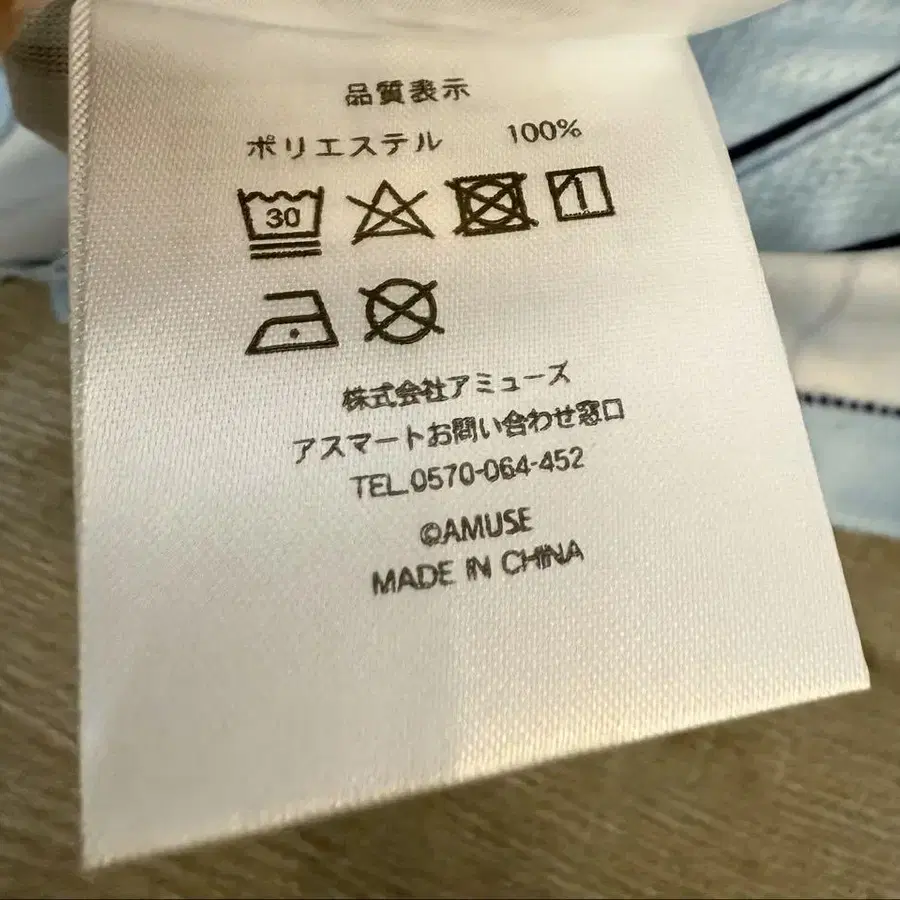 品質表示
ポリエステル 100%
30
株式会社アミューズ
アスマートお問い合わせ窓口
TEL.0570-064-452
©AMUSE
MADE IN CHINA